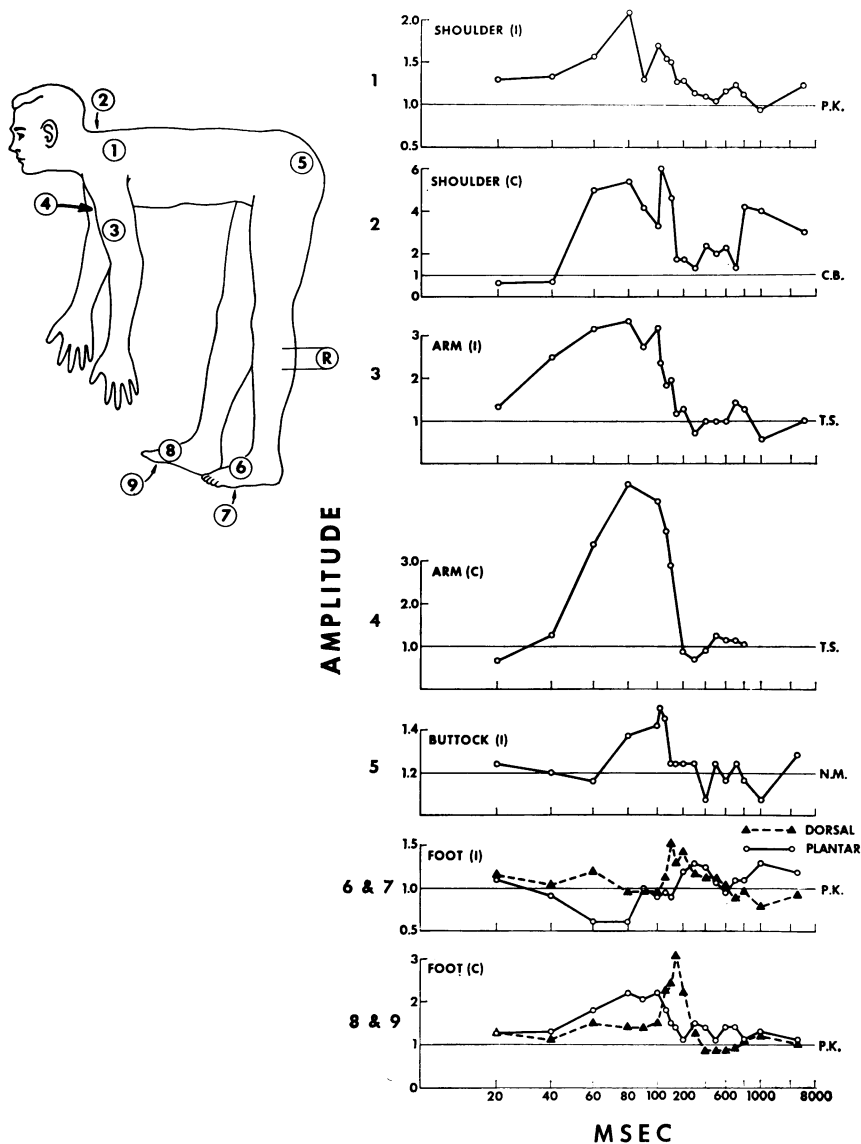 2
1
5
4
3
R
8
6
9
7
AMPLITUDE
1
SHOULDER (I)
2.0
1.5
1.0
0.5
P.K.
2
SHOULDER (C)
6
4
2
1
0
C.B.
3
ARM (I)
3
2
1
T.S.
4
ARM (C)
3.0
2.0
1.0
T.S.
5
BUTTOCK (I)
1.4
1.2
N.M.
DORSAL
PLANTAR
6 & 7
FOOT (I)
1.5
1.0
0.5
P.K.
8 & 9
FOOT (C)
3
2
1
0
P.K.
20 40 60 80 100 200 400 600 1000 8000
MSEC